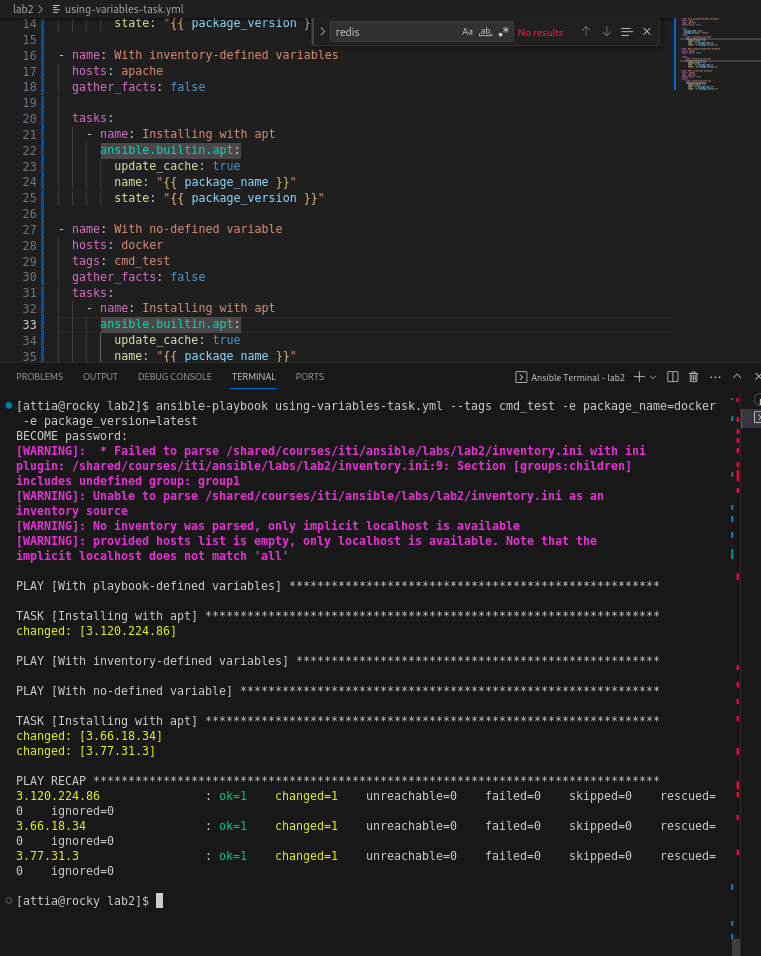 lab2 > using-variables-task.yml
redis
Aa ab .* No results
14 state: "{{ package_version }
15
16 - name: With inventory-defined variables
17 hosts: apache
18 gather_facts: false
19
20 tasks:
21 - name: Installing with apt
22 ansible.builtin.apt:
23 update_cache: true
24 name: "{{ package_name }}"
25 state: "{{ package_version }}"
26
27 - name: With no-defined variable
28 hosts: docker
29 tags: cmd_test
30 gather_facts: false
31 tasks:
32 - name: Installing with apt
33 ansible.builtin.apt:
34 update_cache: true
35 name: "{{ package name }}"
PROBLEMS OUTPUT DEBUG CONSOLE TERMINAL PORTS Ansible Terminal - lab2
[attia@rocky lab2]$ ansible-playbook using-variables-task.yml --tags cmd_test -e package_name=docker
-e package_version=latest
BECOME password:
[WARNING]:  * Failed to parse /shared/courses/iti/ansible/labs/lab2/inventory.ini with ini
plugin: /shared/courses/iti/ansible/labs/lab2/inventory.ini:9: Section [groups:children]
includes undefined group: group1
[WARNING]: Unable to parse /shared/courses/iti/ansible/labs/lab2/inventory.ini as an
inventory source
[WARNING]: No inventory was parsed, only implicit localhost is available
[WARNING]: provided hosts list is empty, only localhost is available. Note that the
implicit localhost does not match 'all'
PLAY [With playbook-defined variables] *****************************************************
TASK [Installing with apt] *****************************************************************
changed: [3.120.224.86]
PLAY [With inventory-defined variables] ****************************************************
PLAY [With no-defined variable] ************************************************************
TASK [Installing with apt] *****************************************************************
changed: [3.66.18.34]
changed: [3.77.31.3]
PLAY RECAP *********************************************************************************
3.120.224.86 : ok=1 changed=1 unreachable=0 failed=0 skipped=0 rescued=
0 ignored=0
3.66.18.34 : ok=1 changed=1 unreachable=0 failed=0 skipped=0 rescued=
0 ignored=0
3.77.31.3 : ok=1 changed=1 unreachable=0 failed=0 skipped=0 rescued=
0 ignored=0
[attia@rocky lab2]$